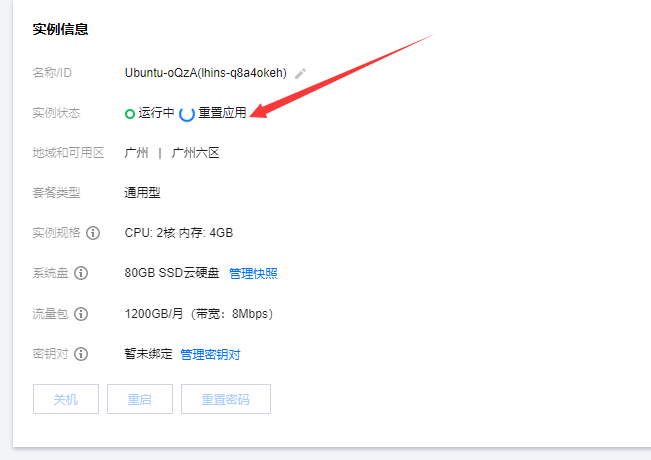 实例信息
名称/ID Ubuntu-oQzA(lhins-q8a4okeh)
实例状态 运行中 重置应用
地域和可用区 广州 | 广州六区
套餐类型 通用型
实例规格 CPU: 2核 内存: 4GB
系统盘 80GB SSD云硬盘 管理快照
流量包 1200GB/月（带宽：8Mbps）
密钥对 暂未绑定 管理密钥对
关机 重启 重置密码